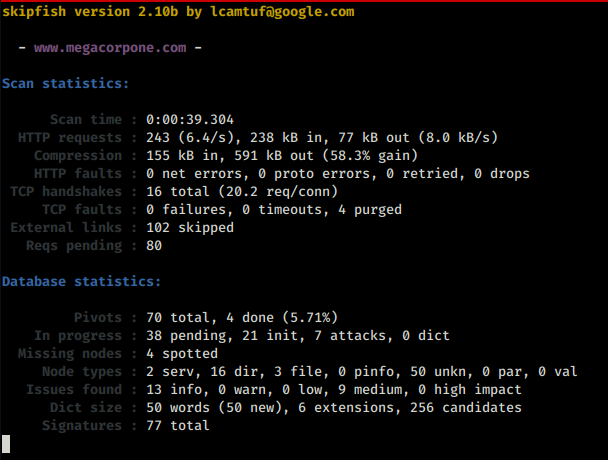 skipfish version 2.10b by lcamtuf@google.com
- www.megacorpone.com -
Scan statistics:
Scan time : 0:00:39.304
HTTP requests : 243 (6.4/s), 238 kB in, 77 kB out (8.0 kB/s)
Compression : 155 kB in, 591 kB out (58.3% gain)
HTTP faults : 0 net errors, 0 proto errors, 0 retried, 0 drops
TCP handshakes : 16 total (20.2 req/conn)
TCP faults : 0 failures, 0 timeouts, 4 purged
External links : 102 skipped
Reqs pending : 80
Database statistics:
Pivots : 70 total, 4 done (5.71%)
In progress : 38 pending, 21 init, 7 attacks, 0 dict
Missing nodes : 4 spotted
Node types : 2 serv, 16 dir, 3 file, 0 pinfo, 50 unkn, 0 par, 0 val
Issues found : 13 info, 0 warn, 0 low, 9 medium, 0 high impact
Dict size : 50 words (50 new), 6 extensions, 256 candidates
Signatures : 77 total